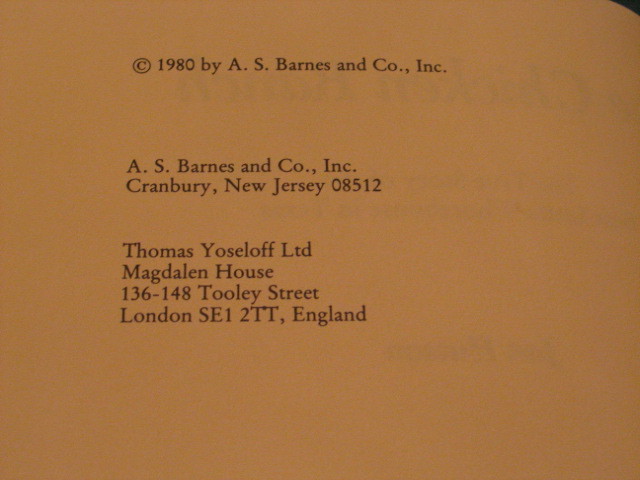 © 1980 by A. S. Barnes and Co., Inc.
A. S. Barnes and Co., Inc.
Cranbury, New Jersey 08512
Thomas Yoseloff Ltd
Magdalen House
136-148 Tooley Street
London SE1 2TT, England